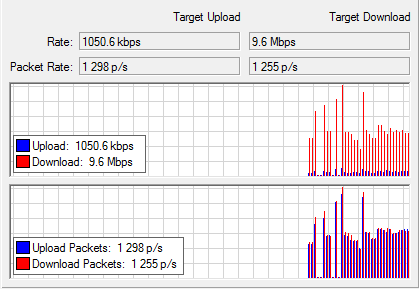 Target Upload Target Download
Rate: 1050.6 kbps 9.6 Mbps
Packet Rate: 1 298 p/s 1 255 p/s
Upload: 1050.6 kbps
Download: 9.6 Mbps
Upload Packets: 1 298 p/s
Download Packets: 1 255 p/s